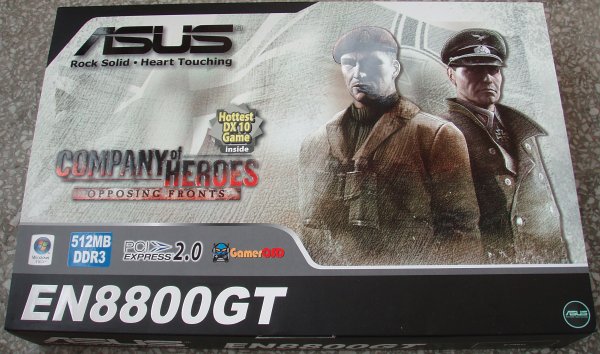 ASUS
Rock Solid • Heart Touching
Hottest
DX 10
Game
inside
COMPANY of HEROES
OPPOSING FRONTS
512MB
DDR3
PCI EXPRESS 2.0
GamerOSD
EN8800GT
ASUS
EN8800GT